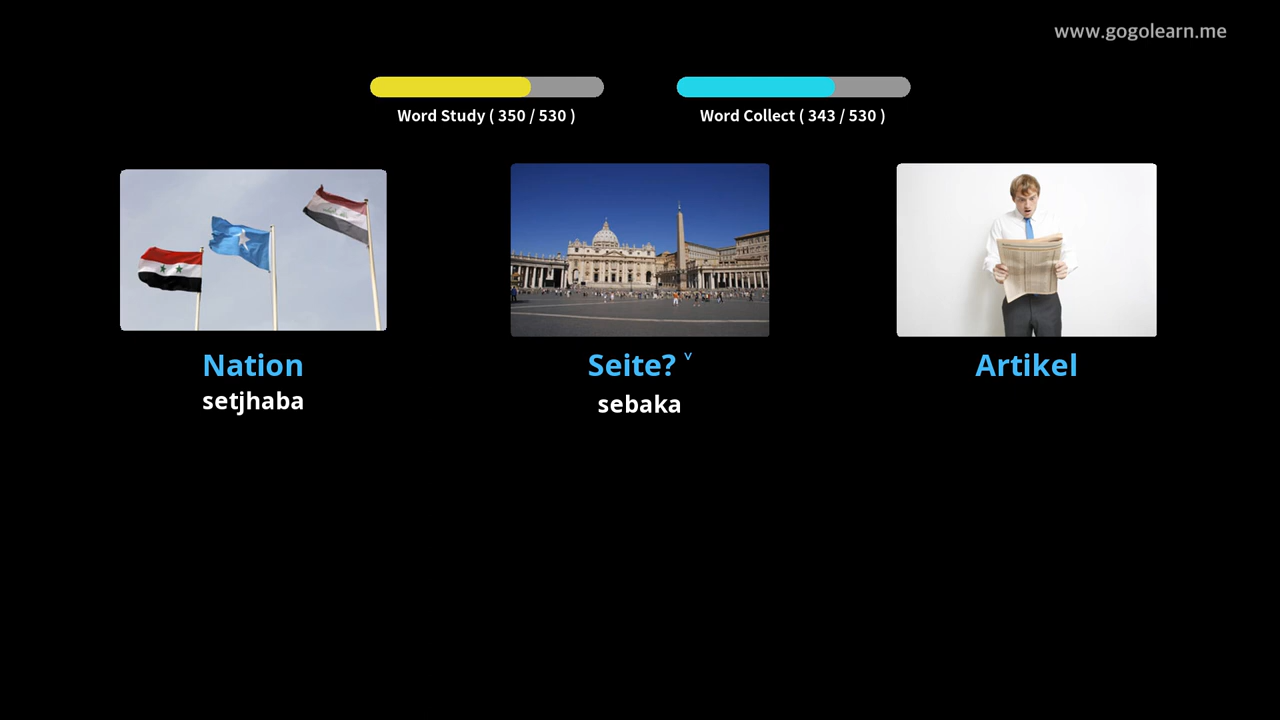 www.gogolearn.me
Word Study ( 350 / 530 )
Word Collect ( 343 / 530 )
Nation
setjhaba
Seite? ᵛ
sebaka
Artikel